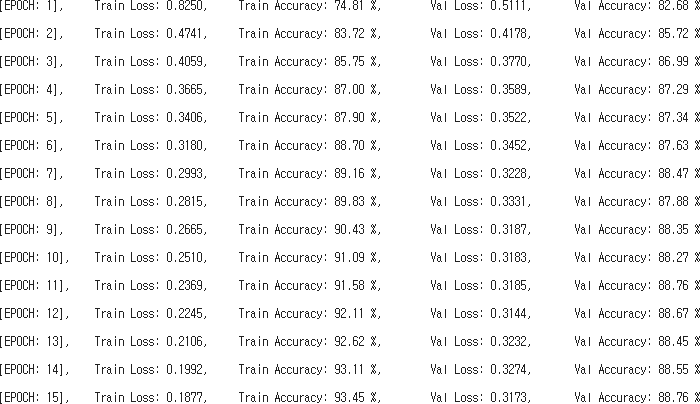 [EPOCH: 1], Train Loss: 0.8250, Train Accuracy: 74.81 %, Val Loss: 0.5111, Val Accuracy: 82.68 %
[EPOCH: 2], Train Loss: 0.4741, Train Accuracy: 83.72 %, Val Loss: 0.4178, Val Accuracy: 85.72 %
[EPOCH: 3], Train Loss: 0.4059, Train Accuracy: 85.75 %, Val Loss: 0.3770, Val Accuracy: 86.99 %
[EPOCH: 4], Train Loss: 0.3665, Train Accuracy: 87.00 %, Val Loss: 0.3589, Val Accuracy: 87.29 %
[EPOCH: 5], Train Loss: 0.3406, Train Accuracy: 87.90 %, Val Loss: 0.3522, Val Accuracy: 87.34 %
[EPOCH: 6], Train Loss: 0.3180, Train Accuracy: 88.70 %, Val Loss: 0.3452, Val Accuracy: 87.63 %
[EPOCH: 7], Train Loss: 0.2993, Train Accuracy: 89.16 %, Val Loss: 0.3228, Val Accuracy: 88.47 %
[EPOCH: 8], Train Loss: 0.2815, Train Accuracy: 89.83 %, Val Loss: 0.3331, Val Accuracy: 87.88 %
[EPOCH: 9], Train Loss: 0.2665, Train Accuracy: 90.43 %, Val Loss: 0.3187, Val Accuracy: 88.35 %
[EPOCH: 10], Train Loss: 0.2510, Train Accuracy: 91.09 %, Val Loss: 0.3183, Val Accuracy: 88.27 %
[EPOCH: 11], Train Loss: 0.2369, Train Accuracy: 91.58 %, Val Loss: 0.3185, Val Accuracy: 88.76 %
[EPOCH: 12], Train Loss: 0.2245, Train Accuracy: 92.11 %, Val Loss: 0.3144, Val Accuracy: 88.67 %
[EPOCH: 13], Train Loss: 0.2106, Train Accuracy: 92.62 %, Val Loss: 0.3232, Val Accuracy: 88.45 %
[EPOCH: 14], Train Loss: 0.1992, Train Accuracy: 93.11 %, Val Loss: 0.3274, Val Accuracy: 88.55 %
[EPOCH: 15], Train Loss: 0.1877, Train Accuracy: 93.45 %, Val Loss: 0.3173, Val Accuracy: 88.76 %